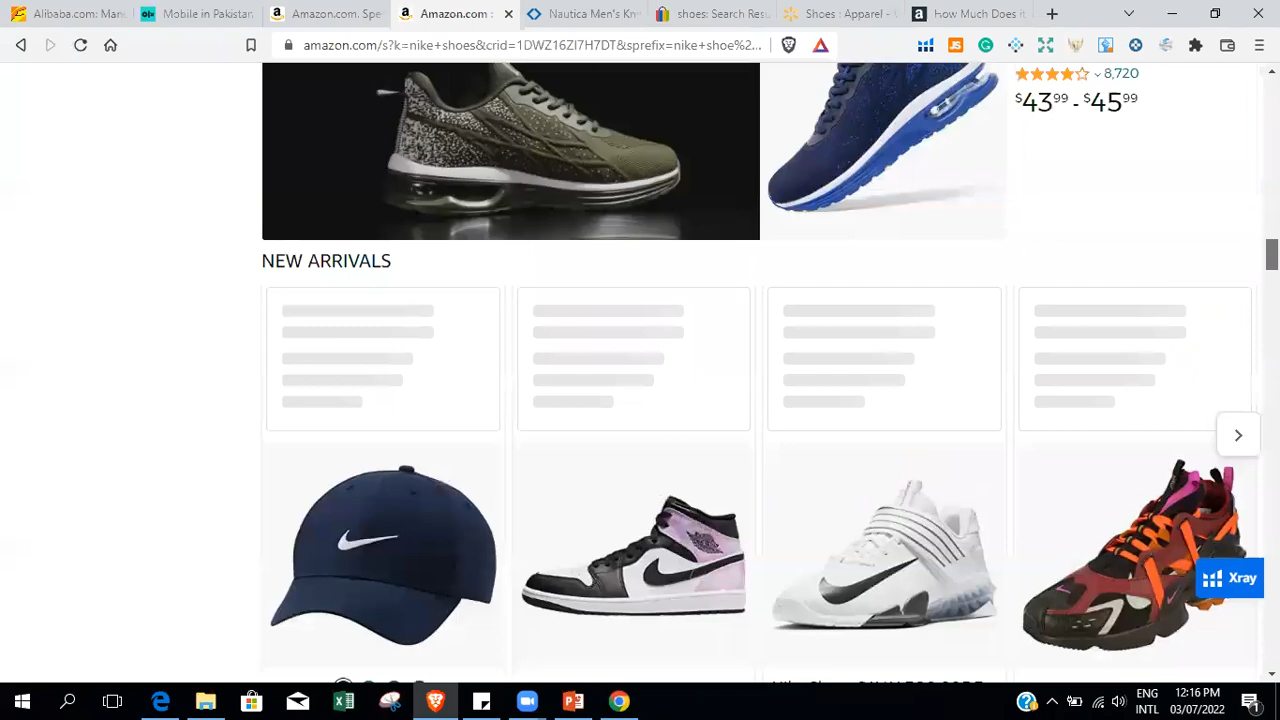 Alibaba.com: Man
Mobile in Pakistan
Amazon.com: Spe
Amazon.com :
Nautica Men's Kn
shoes: Search Resu
Shoes : Apparel - W
How Much Does it
amazon.com/s?k=nike+shoes&crid=1DWZ16ZI7H7DT&sprefix=nike+shoe%2...
8,720
$43.99 - $45.99
NEW ARRIVALS
Xray
ENG
INTL
12:16 PM
03/07/2022
1